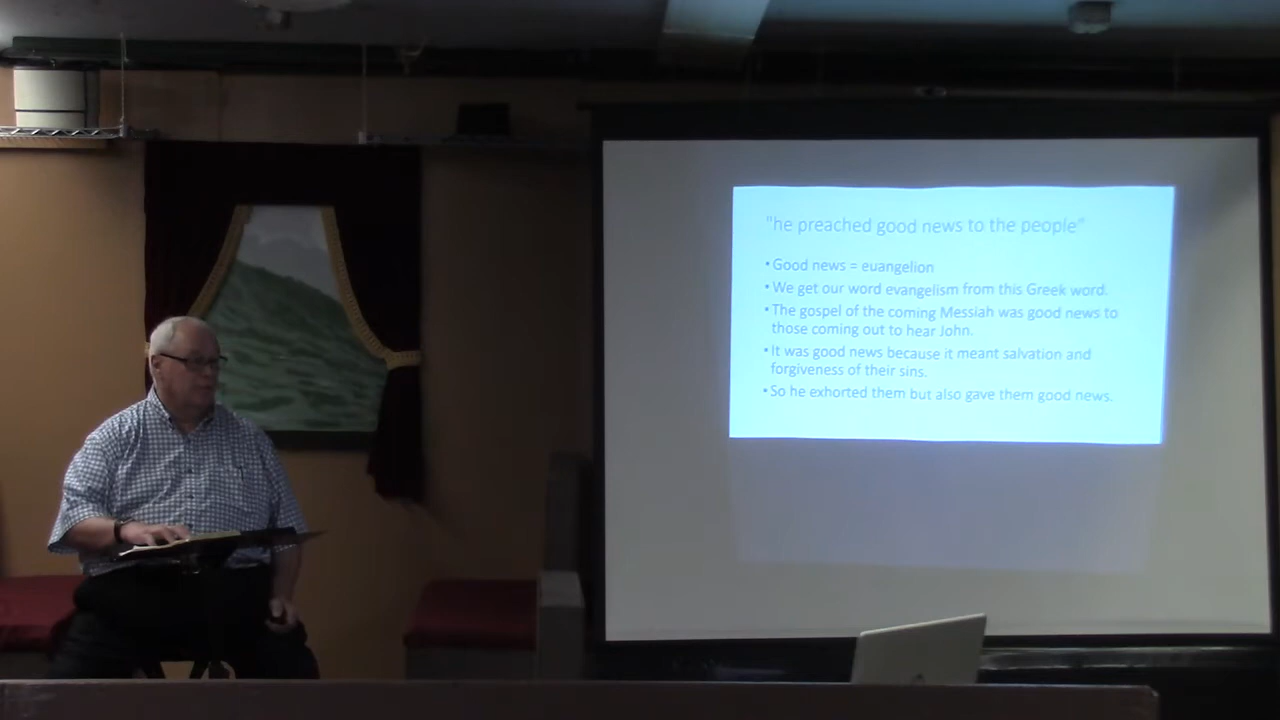 "he preached good news to the people"
• Good news = euangelion
• We get our word evangelism from this Greek word.
• The gospel of the coming Messiah was good news to
those coming out to hear John.
• It was good news because it meant salvation and
forgiveness of their sins.
• So he exhorted them but also gave them good news.